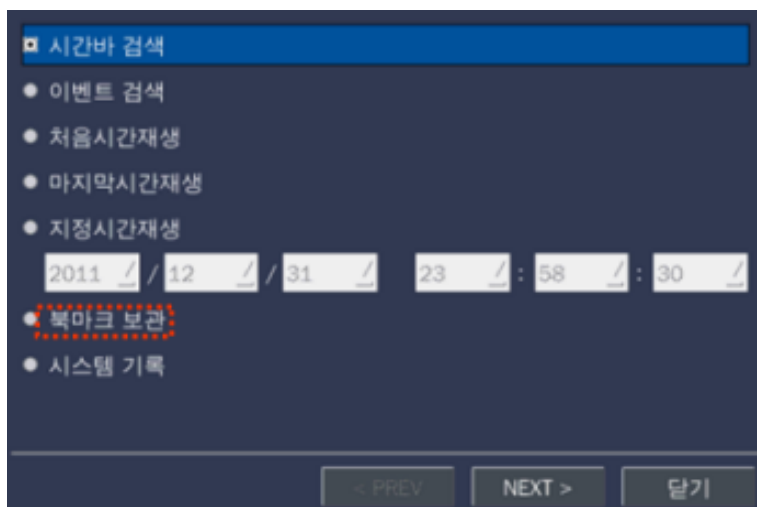 시간바 검색
이벤트 검색
처음시간재생
마지막시간재생
지정시간재생
2011 / 12 / 31 23 : 58 : 30
북마크 보관
시스템 기록
< PREV NEXT > 닫기